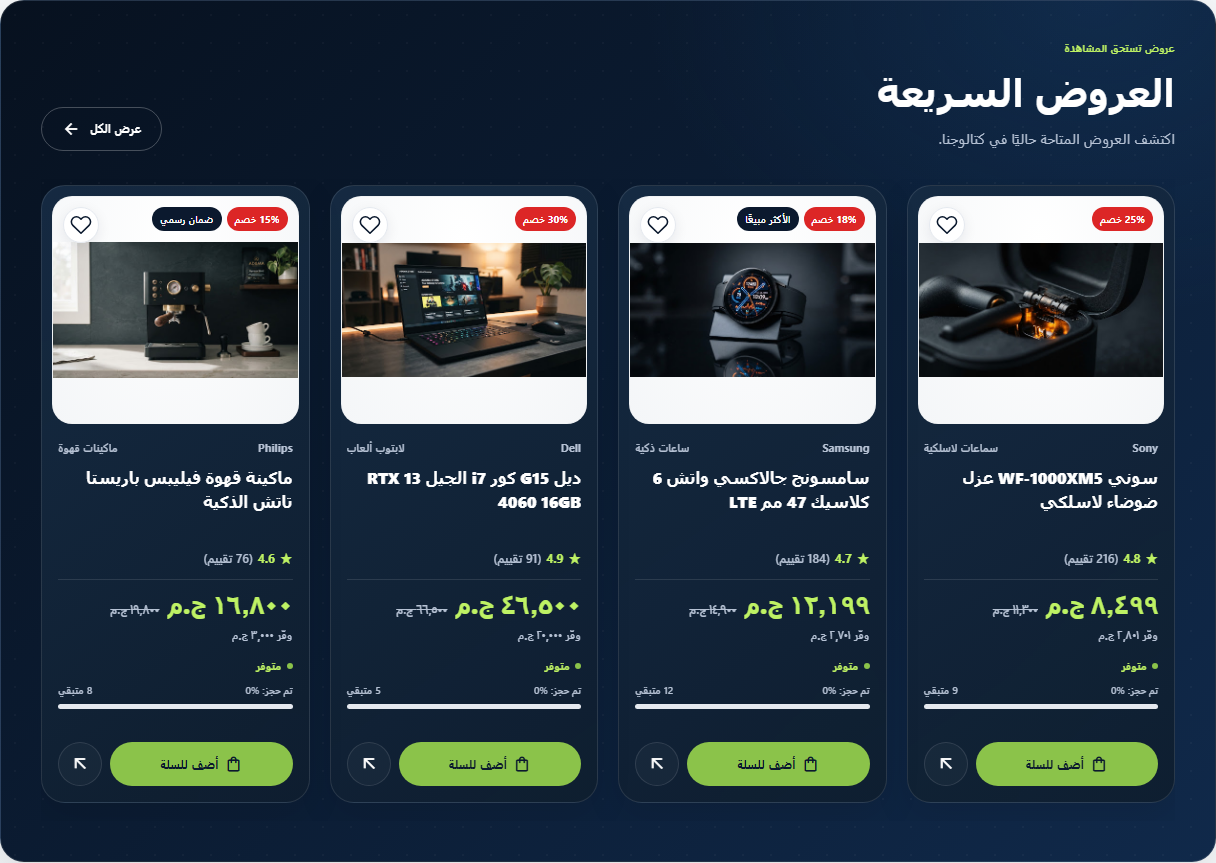 عروض تستحق المشاهدة
العروض السريعة
اكتشف العروض المتاحة حاليًا في كتالوجنا.
عرض الكل
25% خصم
Sony
سماعات لاسلكية
سوني WF-1000XM5 عزل
ضوضاء لاسلكي
4.8 (216 تقييم)
٨,٤٩٩ ج.م ١١,٣٠٠ ج.م
وفّر ٢,٨٠١ ج.م
متوفر
تم حجز: 0%
9 متبقي
أضف للسلة
18% خصم
الأكثر مبيعًا
Samsung
ساعات ذكية
سامسونج جالاكسي واتش 6
كلاسيك 47 مم LTE
4.7 (184 تقييم)
١٢,١٩٩ ج.م ١٤,٩٠٠ ج.م
وفّر ٢,٧٠١ ج.م
متوفر
تم حجز: 0%
12 متبقي
أضف للسلة
30% خصم
Dell
لابتوب ألعاب
ديل G15 كور i7 الجيل 13 RTX
4060 16GB
4.9 (91 تقييم)
٤٦,٥٠٠ ج.م ٦٦,٥٠٠ ج.م
وفّر ٢٠,٠٠٠ ج.م
متوفر
تم حجز: 0%
5 متبقي
أضف للسلة
15% خصم
ضمان رسمي
Philips
ماكينات قهوة
ماكينة قهوة فيليبس باريستا
تاتش الذكية
4.6 (76 تقييم)
١٦,٨٠٠ ج.م ١٩,٨٠٠ ج.م
وفّر ٣,٠٠٠ ج.م
متوفر
تم حجز: 0%
8 متبقي
أضف للسلة